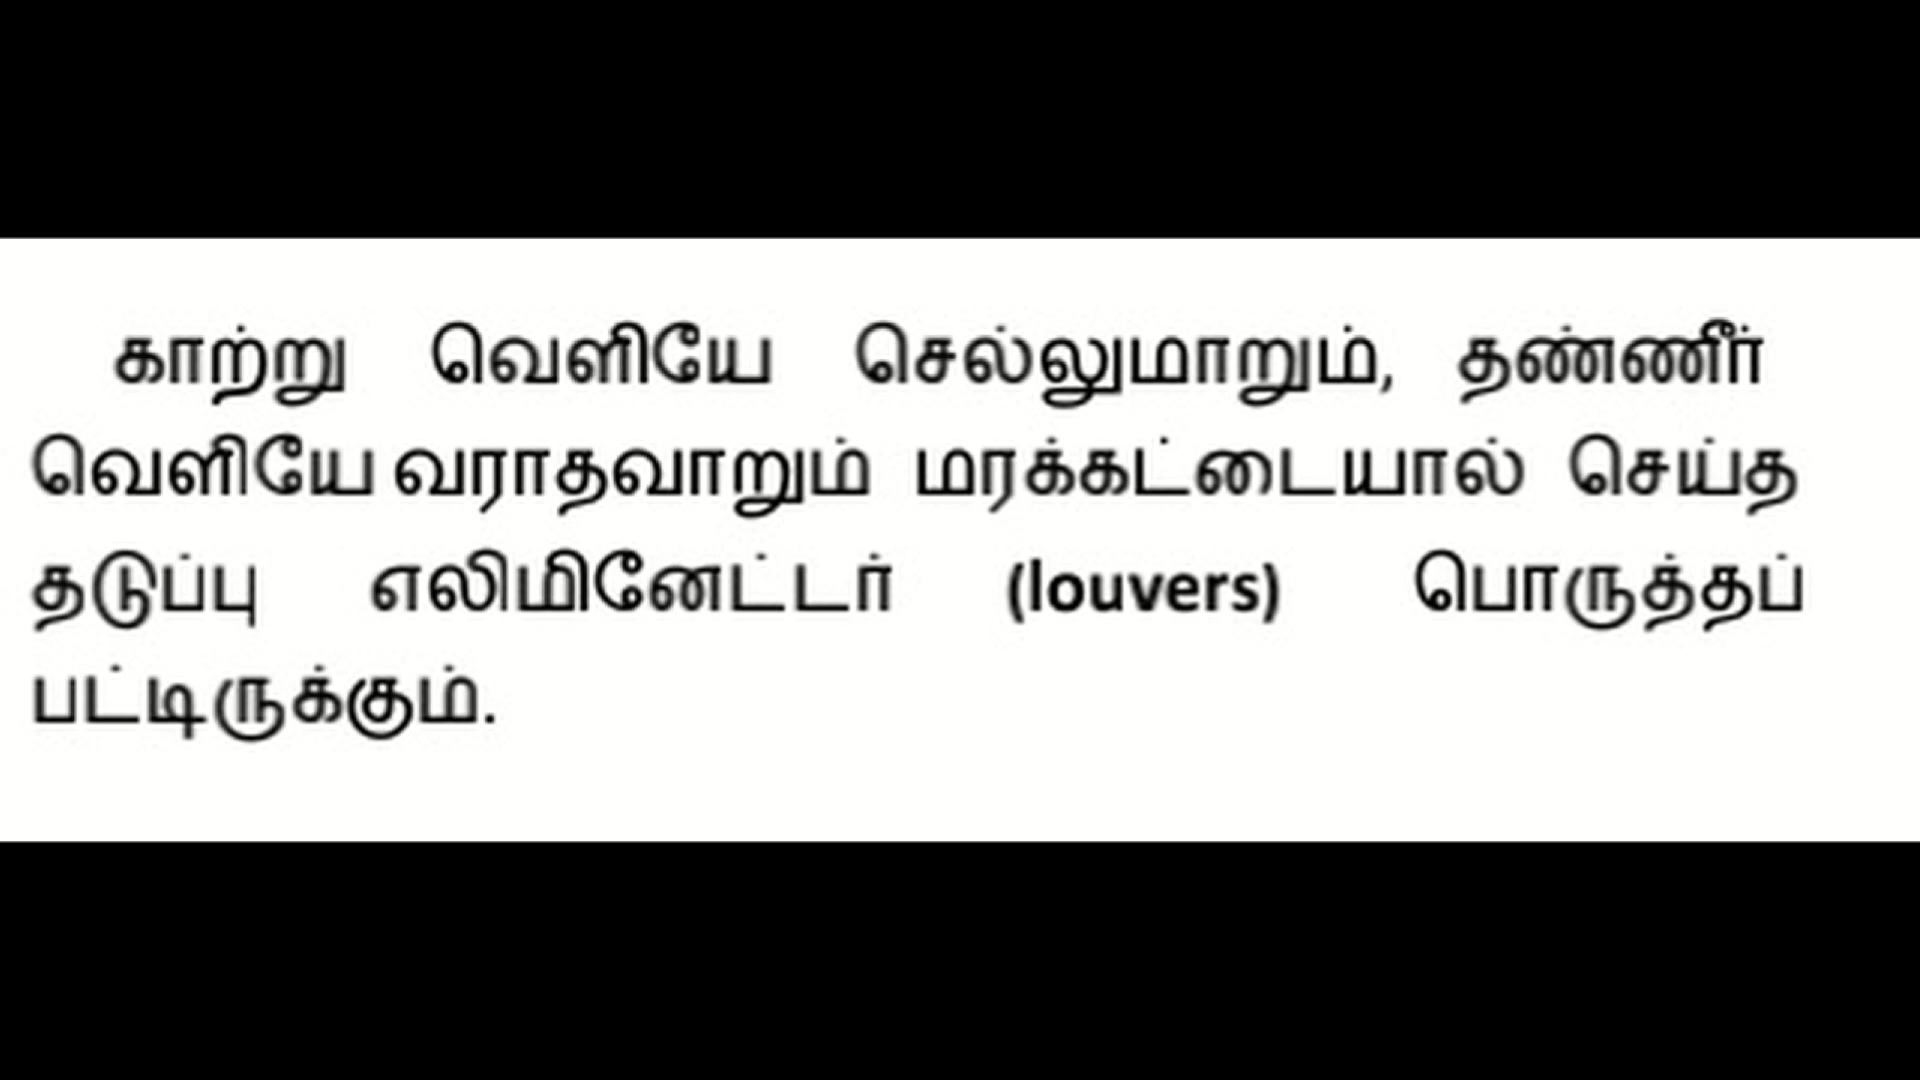 காற்று வெளியே செல்லுமாறும், தண்ணீர்
வெளியே வராதவாறும் மரக்கட்டையால் செய்த
தடுப்பு எலிமினேட்டர் (louvers) பொருத்தப்
பட்டிருக்கும்.